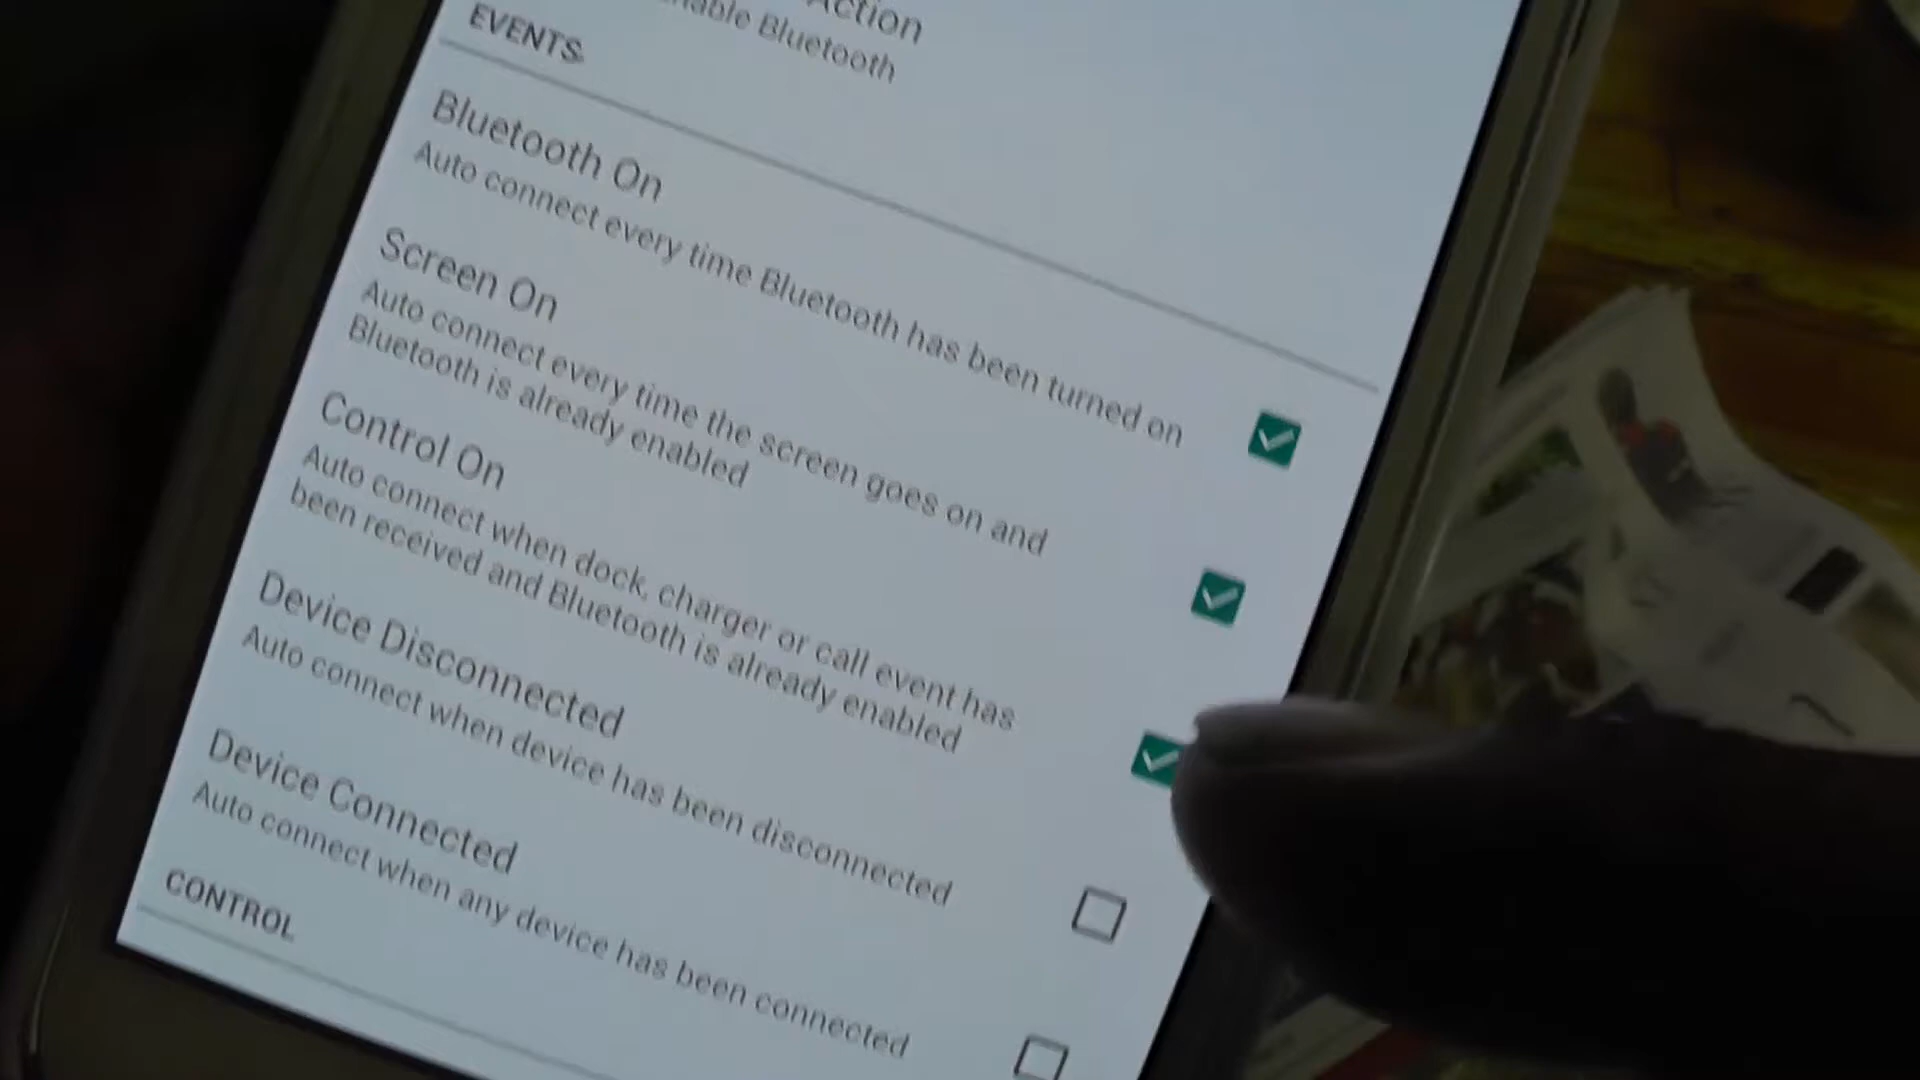 Action
Bluetooth
EVENTS
Bluetooth On
Auto connect every time Bluetooth has been turned on
Screen On
Auto connect every time the screen goes on and
Bluetooth is already enabled
Control On
Auto connect when dock, charger or call event has
been received and Bluetooth is already enabled
Device Disconnected
Auto connect when device has been disconnected
Device Connected
Auto connect when any device has been connected
CONTROL